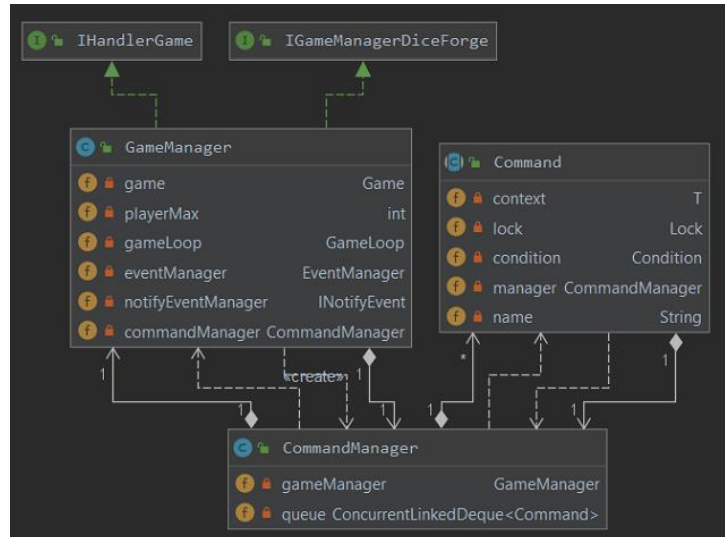 IHandlerGame
IGameManagerDiceForge
GameManager
game Game
playerMax int
gameLoop GameLoop
eventManager EventManager
notifyEventManager INotifyEvent
commandManager CommandManager
Command
context T
lock Lock
condition Condition
manager CommandManager
name String
«create»
1
1
*
1
1
1
1
1
CommandManager
gameManager GameManager
queue ConcurrentLinkedDeque<Command>